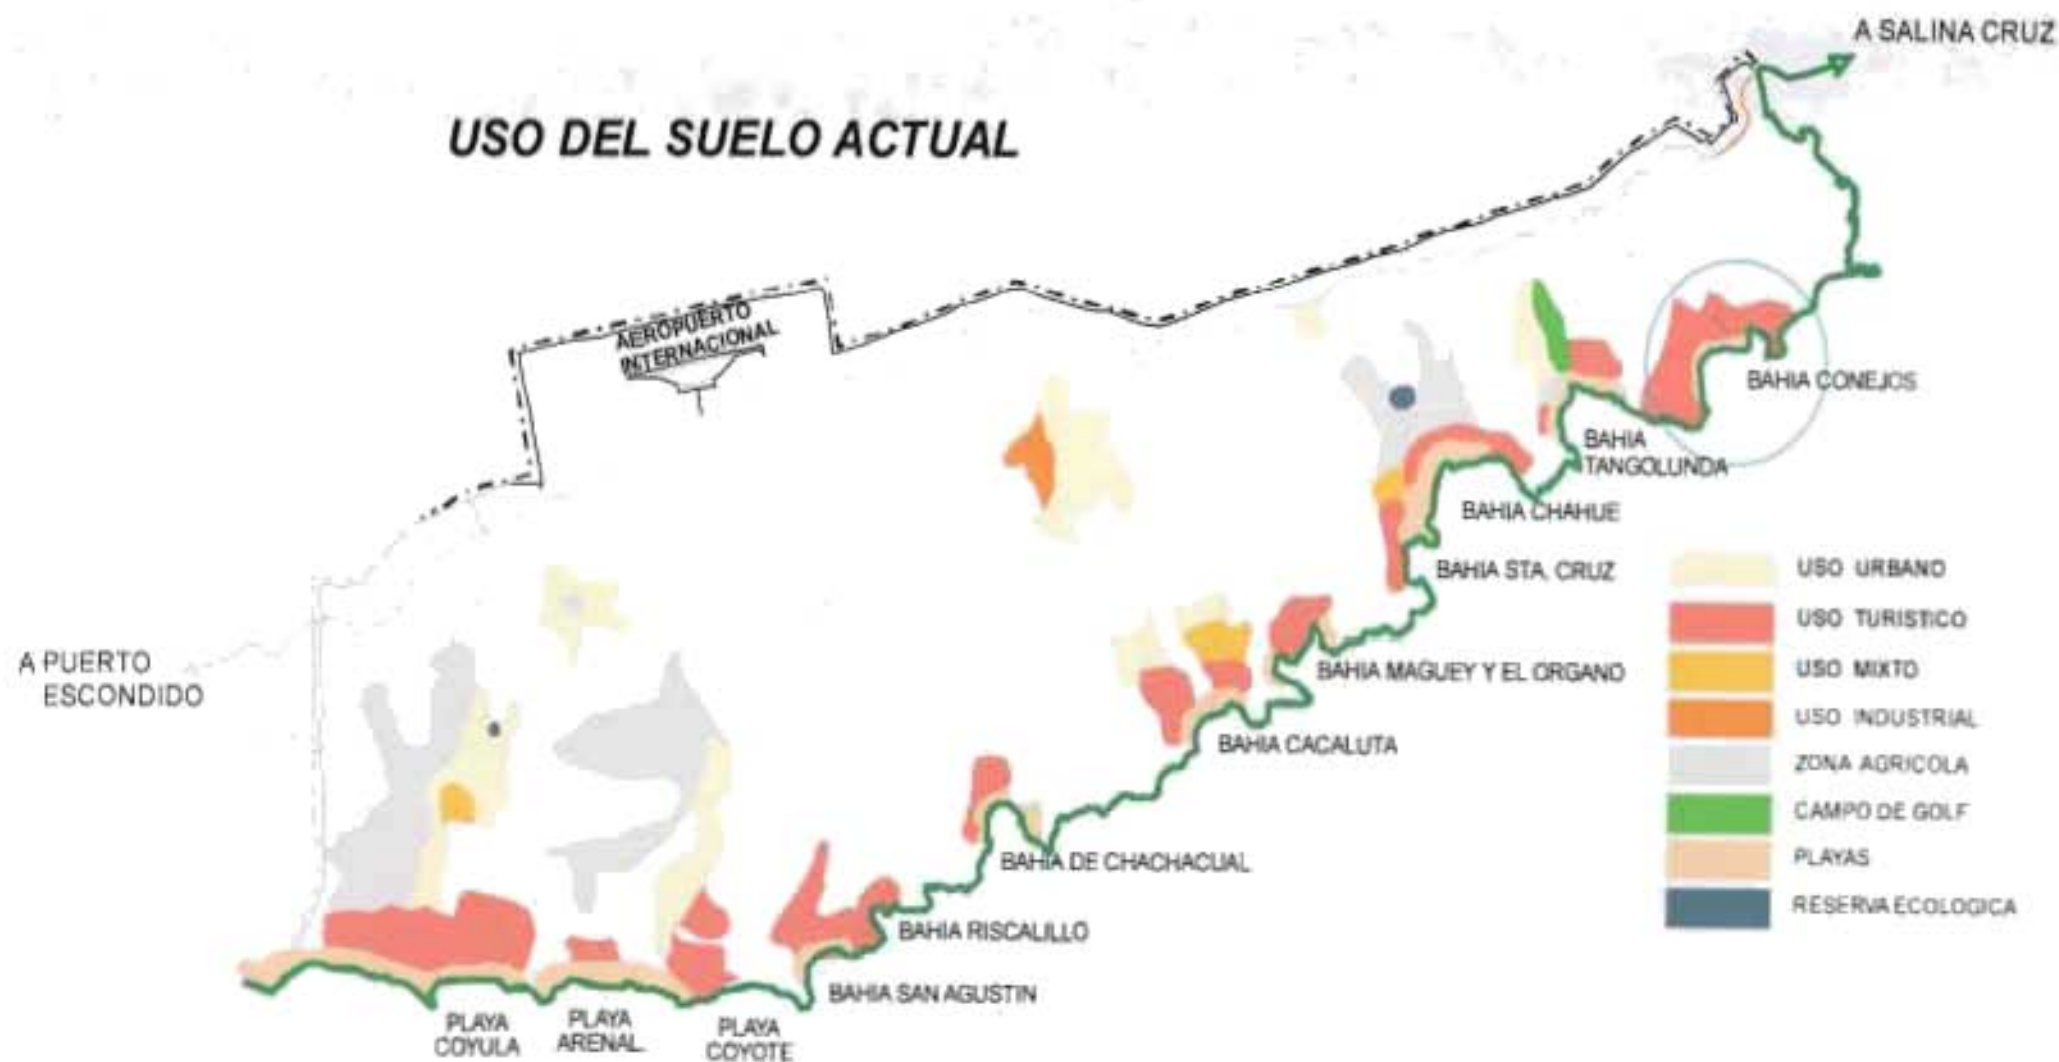 A SALINA CRUZ
USO DEL SUELO ACTUAL
AEROPUERTO
INTERNACIONAL
BAHIA CONEJOS
BAHIA
TANGOLUNDA
BAHIA CHAHUE
BAHIA STA. CRUZ
BAHIA MAGUEY Y EL ORGANO
BAHIA CACALUTA
BAHIA DE CHACHACUAL
BAHIA RISCALILLO
BAHIA SAN AGUSTIN
A PUERTO
ESCONDIDO
PLAYA
COYULA
PLAYA
ARENAL
PLAYA
COYOTE
USO URBANO
USO TURISTICO
USO MIXTO
USO INDUSTRIAL
ZONA AGRICOLA
CAMPO DE GOLF
PLAYAS
RESERVA ECOLOGICA